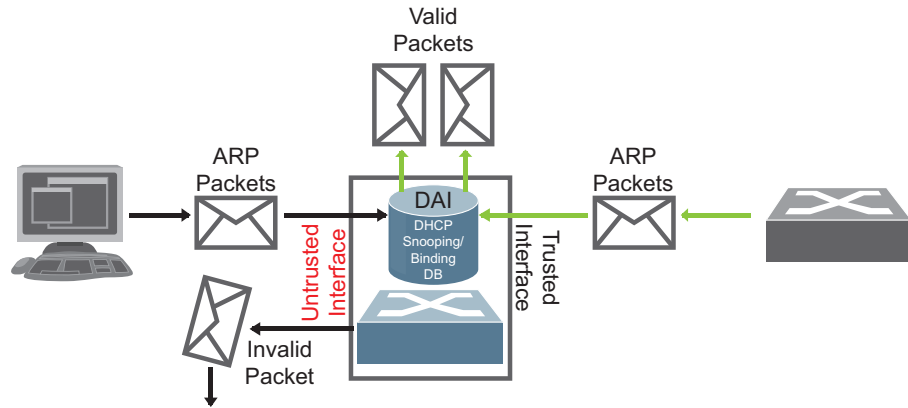 Valid
Packets
ARP
Packets
ARP
Packets
DAI
DHCP
Snooping/
Binding
DB
Untrusted
Interface
Trusted
Interface
Invalid
Packet